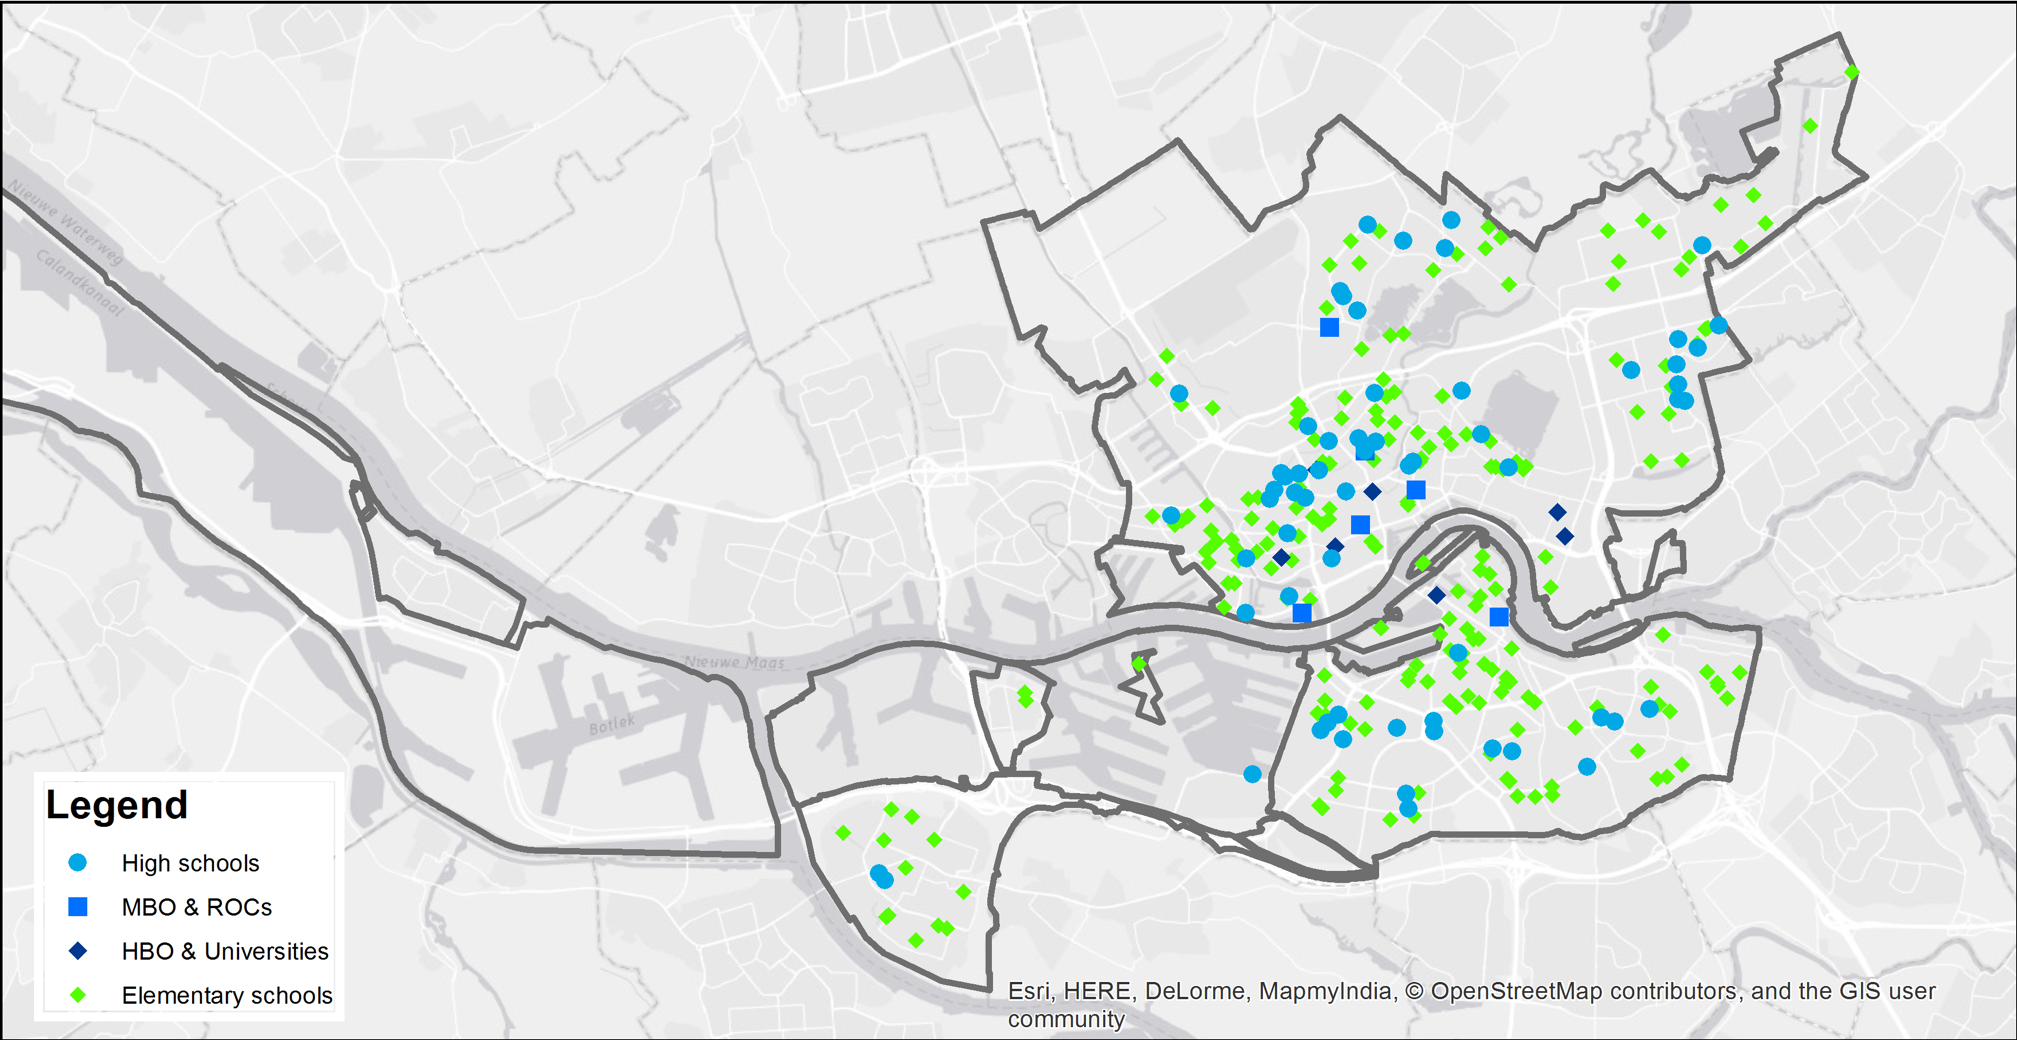 Nieuwe Waterweg
Calandkanaal
Nieuwe Maas
Botlek
Legend
High schools
MBO & ROCs
HBO & Universities
Elementary schools
Esri, HERE, DeLorme, MapmyIndia, © OpenStreetMap contributors, and the GIS user
community